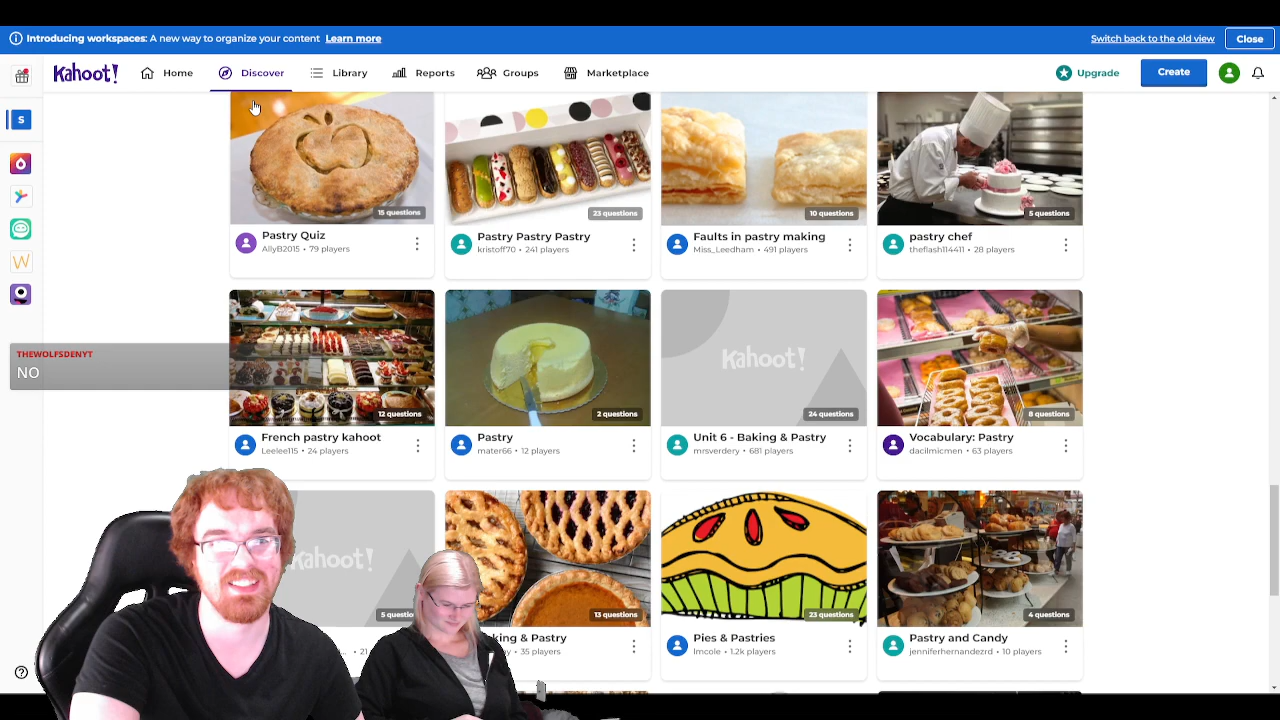 Introducing workspaces: A new way to organize your content Learn more
Switch back to the old view
Close
Kahoot!
Home
Discover
Library
Reports
Groups
Marketplace
Upgrade
Create
S
W
15 questions
Pastry Quiz
AllyB2015 • 79 players
23 questions
Pastry Pastry Pastry
kristoff70 • 241 players
10 questions
Faults in pastry making
Miss_Leedham • 491 players
5 questions
pastry chef
theflash114411 • 28 players
THEWOLFSDENYT
NO
12 questions
French pastry kahoot
Leelee115 • 24 players
2 questions
Pastry
mater66 • 12 players
Kahoot!
24 questions
Unit 6 - Baking & Pastry
mrsverdery • 681 players
8 questions
Vocabulary: Pastry
dacilmicmen • 63 players
Kahoot!
13 questions
& Pastry
35 players
23 questions
Pies & Pastries
lmcole • 1.2k players
4 questions
Pastry and Candy
jenniferhernandezrd • 10 players